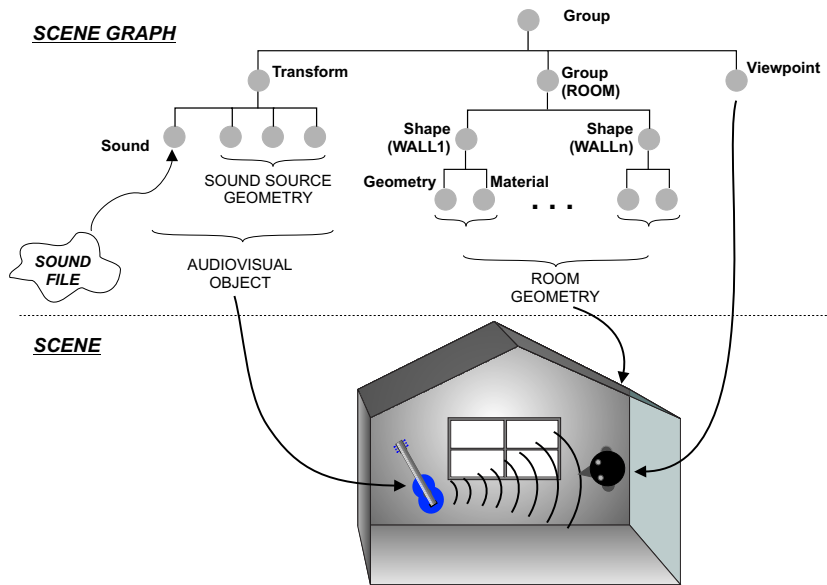 SCENE GRAPH
Group
Transform
Group
(ROOM)
Viewpoint
Sound
Shape
(WALL1)
Shape
(WALLn)
SOUND SOURCE
GEOMETRY
Geometry
Material
. . .
SOUND
FILE
AUDIOVISUAL
OBJECT
ROOM
GEOMETRY
SCENE